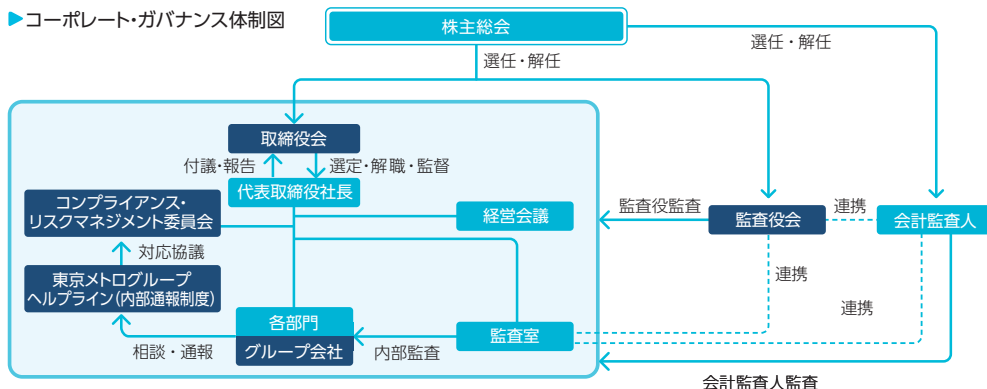 ▶コーポレート・ガバナンス体制図
株主総会
選任・解任
選任・解任
取締役会
付議・報告
選定・解職・監督
代表取締役社長
コンプライアンス・
リスクマネジメント委員会
経営会議
監査役監査
監査役会
連携
会計監査人
対応協議
東京メトログループ
ヘルプライン(内部通報制度)
連携
連携
各部門
グループ会社
相談・通報
内部監査
監査室
会計監査人監査